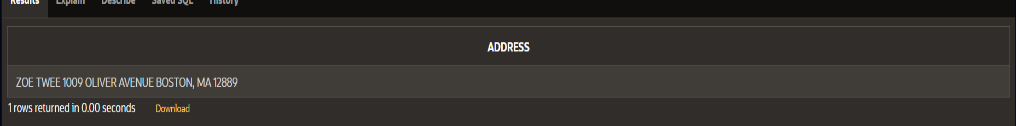 Results Explain Describe Saved SQL History
ADDRESS
ZOE TWEE 1009 OLIVER AVENUE BOSTON, MA 12889
1 rows returned in 0.00 seconds Download